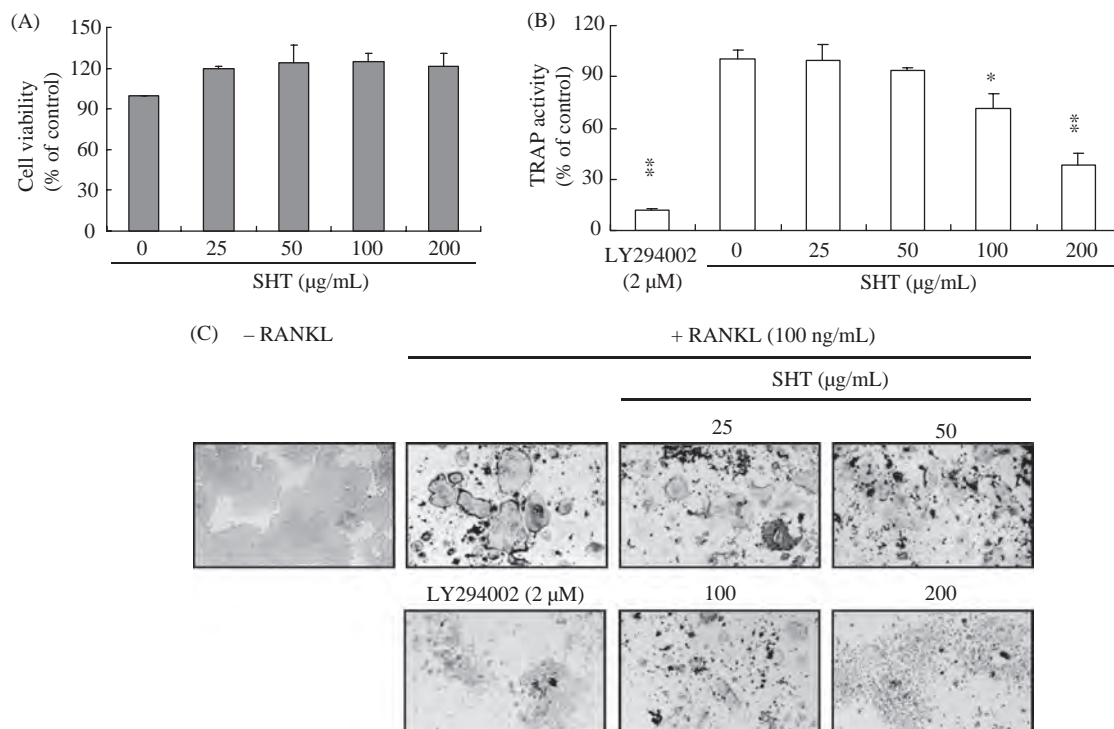 (A)
150
120
90
60
30
0
Cell viability
(% of control)
0 25 50 100 200
SHT (µg/mL)
(B)
120
90
60
30
0
TRAP activity
(% of control)
**
*
**
LY294002
(2 µM)
0 25 50 100 200
SHT (µg/mL)
(C) – RANKL + RANKL (100 ng/mL)
SHT (µg/mL)
25 50
LY294002 (2 µM) 100 200